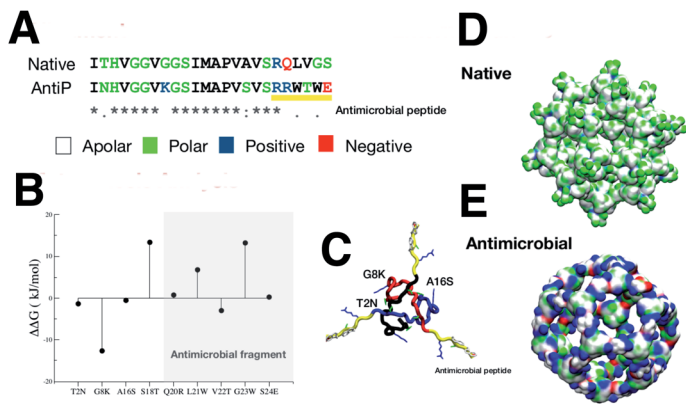 A
Native ITHVGGVGGSIMAPVAVSRQLVGS
AntiP INHVGGVKGSIMAPVSVSRRWTWE
*.***** *******:*** . .
Antimicrobial peptide
Apolar Polar Positive Negative
B
ΔΔG ( kJ/mol)
20
10
0
-10
-20
Antimicrobial fragment
T2N G8K A16S S18T Q20R L21W V22T G23W S24E
C
G8K
A16S
T2N
Antimicrobial peptide
D
Native
E
Antimicrobial